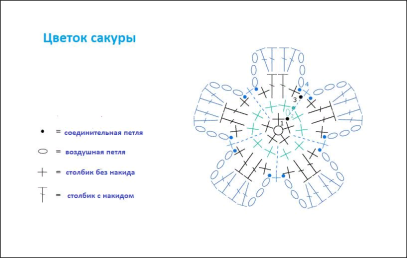 Цветок сакуры
= соединительная петля
= воздушная петля
= столбик без накида
= столбик с накидом